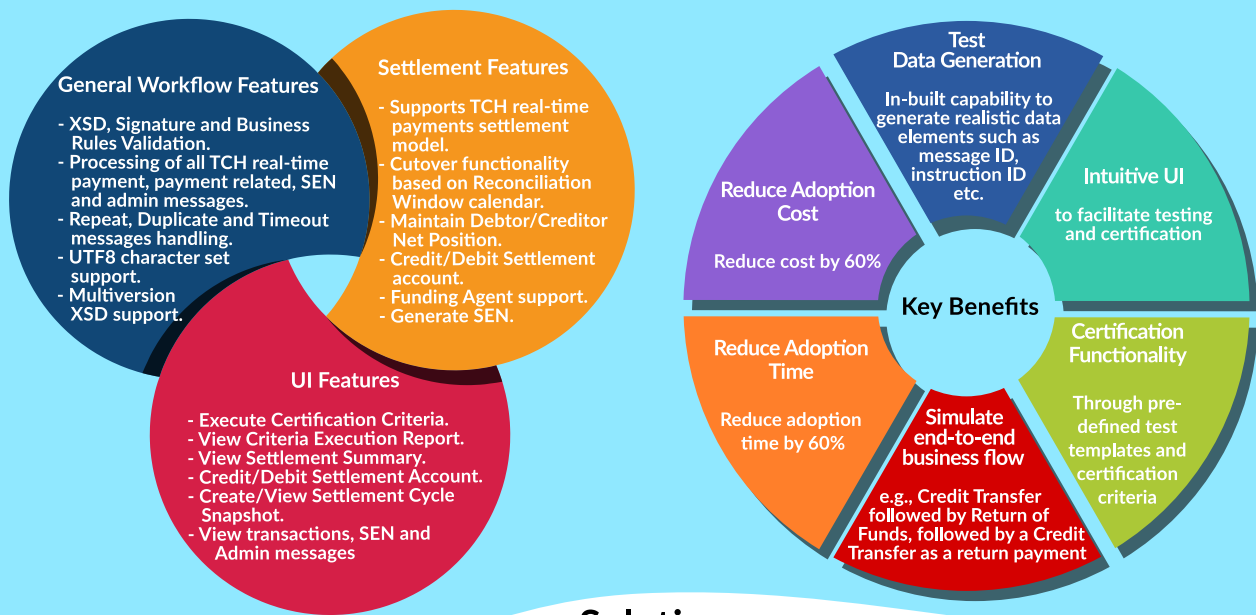 General Workflow Features
- XSD, Signature and Business
Rules Validation.
- Processing of all TCH real-time
payment, payment related, SEN
and admin messages.
- Repeat, Duplicate and Timeout
messages handling.
- UTF8 character set
support.
- Multiversion
XSD support.
Settlement Features
- Supports TCH real-time
payments settlement
model.
- Cutover functionality
based on Reconciliation
Window calendar.
- Maintain Debtor/Creditor
Net Position.
- Credit/Debit Settlement
account.
- Funding Agent support.
- Generate SEN.
UI Features
- Execute Certification Criteria.
- View Criteria Execution Report.
- View Settlement Summary.
- Credit/Debit Settlement Account.
- Create/View Settlement Cycle
Snapshot.
- View transactions, SEN and
Admin messages
Key Benefits
Test
Data Generation
In-built capability to
generate realistic data
elements such as
message ID,
instruction ID
etc.
Intuitive UI
to facilitate testing
and certification
Certification
Functionality
Through pre-
defined test
templates and
certification
criteria
Simulate
end-to-end
business flow
e.g., Credit Transfer
followed by Return of
Funds, followed by a Credit
Transfer as a return payment
Reduce Adoption
Time
Reduce adoption
time by 60%
Reduce Adoption
Cost
Reduce cost by 60%